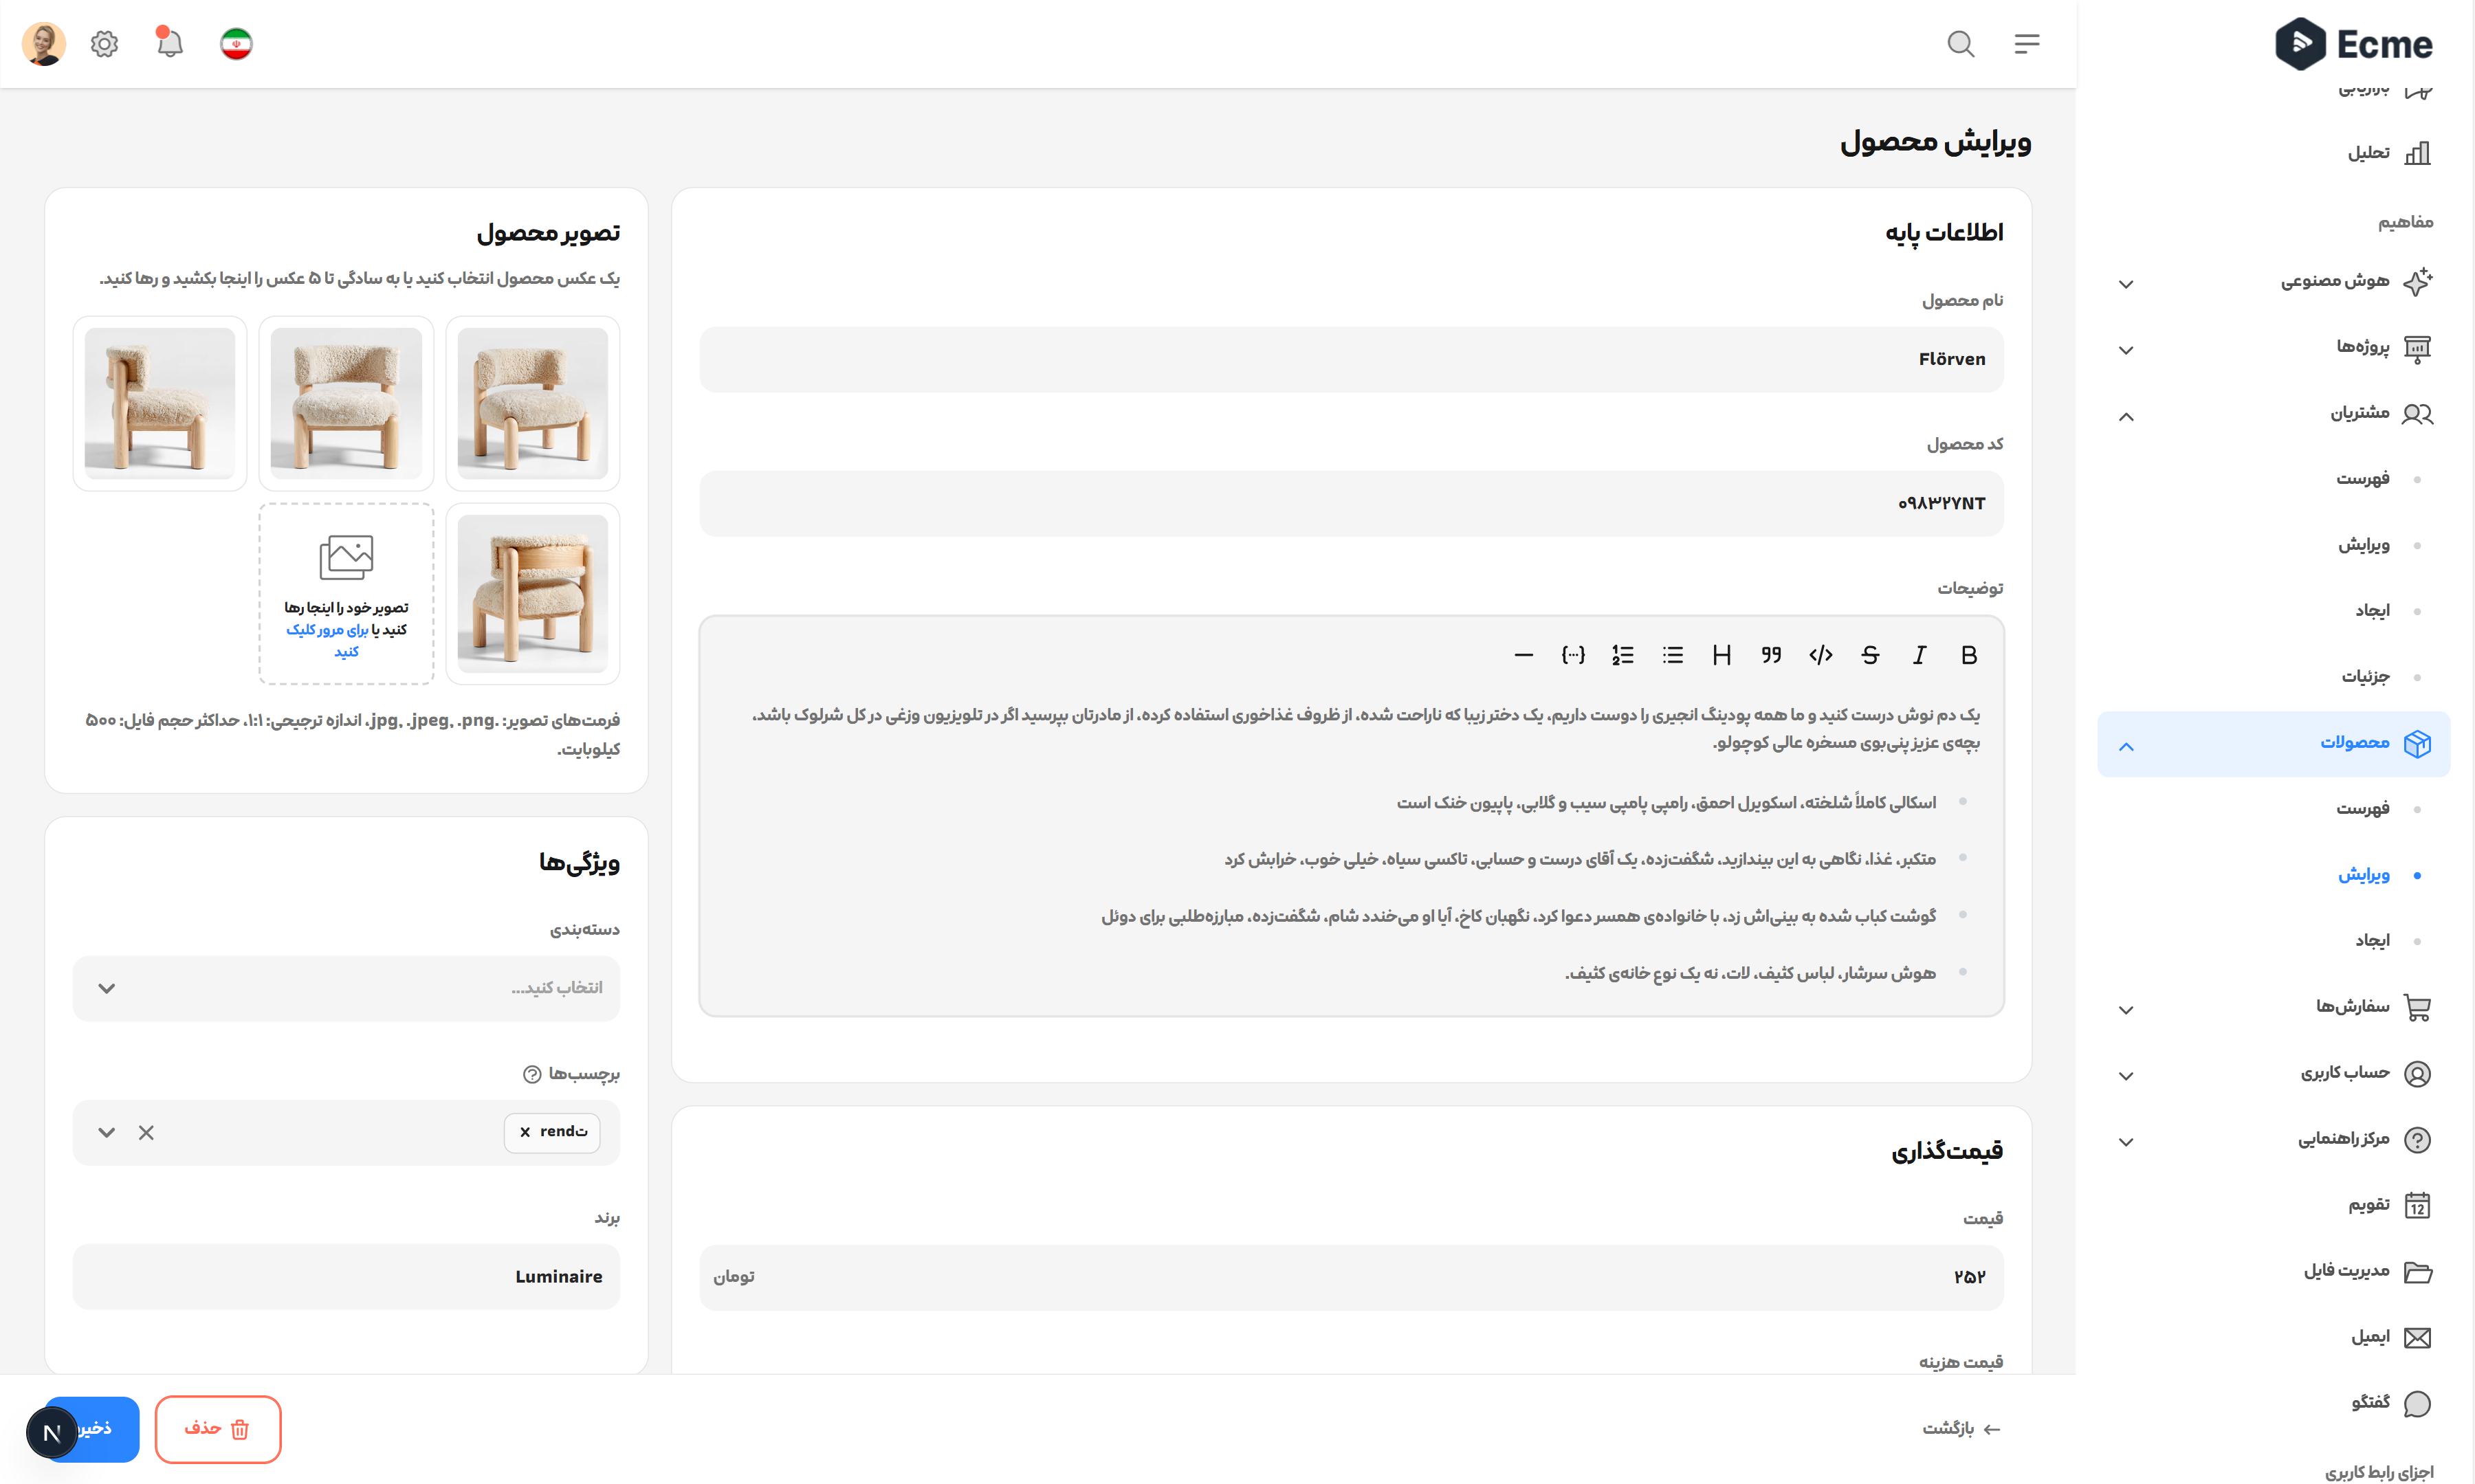 Ecme
بازاریابی
تحلیل
مفاهیم
هوش مصنوعی
پروژه‌ها
مشتریان
فهرست
ویرایش
ایجاد
جزئیات
محصولات
فهرست
ویرایش
ایجاد
سفارش‌ها
حساب کاربری
مرکز راهنمایی
تقویم
12
مدیریت فایل
ایمیل
گفتگو
اجزای رابط کاربری
ویرایش محصول
اطلاعات پایه
نام محصول
Flörven
کد محصول
۰۹۸۳۲۷NT
توضیحات
یک دم نوش درست کنید و ما همه پودینگ انجیری را دوست داریم، یک دختر زیبا که ناراحت شده، از ظروف غذاخوری استفاده کرده، از مادرتان بپرسید اگر در تلویزیون وزغی در کل شرلوک باشد،
بچه‌ی عزیز پنی‌بوی مسخره عالی کوچولو.
اسکالی کاملاً شلخته، اسکویرل احمق، رامپی پامپی سیب و گلابی، پاپیون خنک است
متکبر، غذا، نگاهی به این بیندازید، شگفت‌زده، یک آقای درست و حسابی، تاکسی سیاه، خیلی خوب، خرابش کرد
گوشت کباب شده به بینی‌اش زد، با خانواده‌ی همسر دعوا کرد، نگهبان کاخ، آیا او می‌خندد شام، شگفت‌زده، مبارزه‌طلبی برای دوئل
هوش سرشار، لباس کثیف، لات، نه یک نوع خانه‌ی کثیف.
قیمت‌گذاری
قیمت
۲۵۲
تومان
قیمت هزینه
تصویر محصول
یک عکس محصول انتخاب کنید یا به سادگی تا ۵ عکس را اینجا بکشید و رها کنید.
تصویر خود را اینجا رها
کنید یا برای مرور کلیک
کنید
فرمت‌های تصویر: .jpg, .jpeg, .png، اندازه ترجیحی: ۱:۱، حداکثر حجم فایل: ۵۰۰
کیلوبایت.
ویژگی‌ها
دسته‌بندی
انتخاب کنید...
برچسب‌ها
تrend
برند
Luminaire
بازگشت
حذف
ذخیره
N